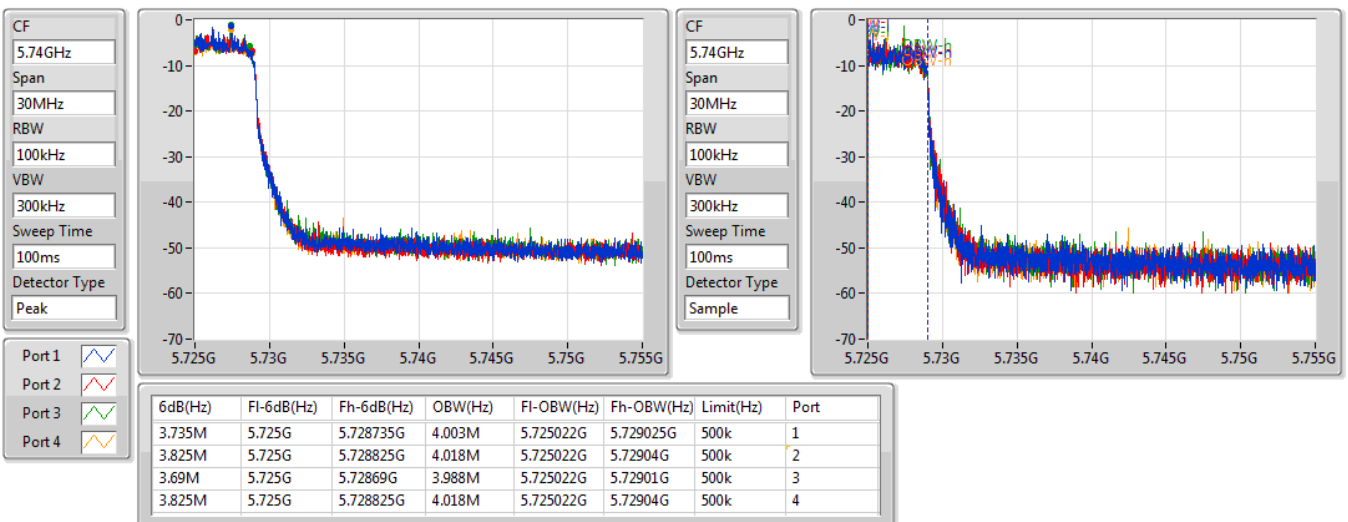 CF
5.74GHz
Span
30MHz
RBW
100kHz
VBW
300kHz
Sweep Time
100ms
Detector Type
Peak
0
-10
-20
-30
-40
-50
-60
-70
5.725G 5.73G 5.735G 5.74G 5.745G 5.75G 5.755G
CF
5.74GHz
Span
30MHz
RBW
100kHz
VBW
300kHz
Sweep Time
100ms
Detector Type
Sample
0
-10
-20
-30
-40
-50
-60
-70
5.725G 5.73G 5.735G 5.74G 5.745G 5.75G 5.755G
Port 1
Port 2
Port 3
Port 4
6dB(Hz) Fl-6dB(Hz) Fh-6dB(Hz) OBW(Hz) Fl-OBW(Hz) Fh-OBW(Hz) Limit(Hz) Port
3.735M 5.725G 5.728735G 4.003M 5.725022G 5.729025G 500k 1
3.825M 5.725G 5.728825G 4.018M 5.725022G 5.72904G 500k 2
3.69M 5.725G 5.72869G 3.988M 5.725022G 5.72901G 500k 3
3.825M 5.725G 5.728825G 4.018M 5.725022G 5.72904G 500k 4